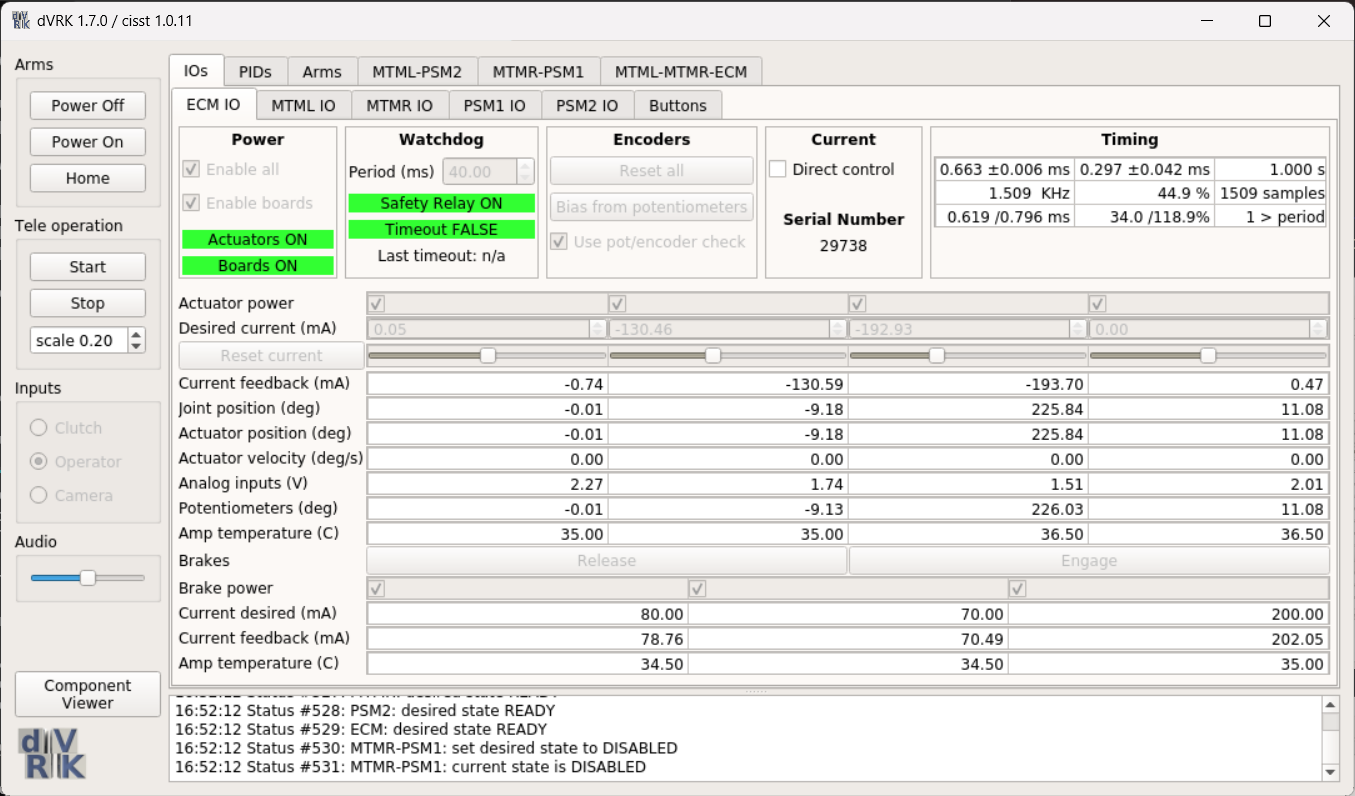 dVRK 1.7.0 / cisst 1.0.11
Arms
Power Off
Power On
Home
Tele operation
Start
Stop
scale 0.20
Inputs
Clutch
Operator
Camera
Audio
Component
Viewer
dVRK
IOs PIDs Arms MTML-PSM2 MTMR-PSM1 MTML-MTMR-ECM
ECM IO MTML IO MTMR IO PSM1 IO PSM2 IO Buttons
Power
Enable all
Enable boards
Actuators ON
Boards ON
Watchdog
Period (ms) 40.00
Safety Relay ON
Timeout FALSE
Last timeout: n/a
Encoders
Reset all
Bias from potentiometers
Use pot/encoder check
Current
Direct control
Serial Number
29738
Timing
0.663 ±0.006 ms 0.297 ±0.042 ms 1.000 s
1.509 KHz 44.9 % 1509 samples
0.619 /0.796 ms 34.0 /118.9% 1 > period
Actuator power
Desired current (mA) 0.05 -130.46 -192.93 0.00
Reset current
Current feedback (mA) -0.74 -130.59 -193.70 0.47
Joint position (deg) -0.01 -9.18 225.84 11.08
Actuator position (deg) -0.01 -9.18 225.84 11.08
Actuator velocity (deg/s) 0.00 0.00 0.00 0.00
Analog inputs (V) 2.27 1.74 1.51 2.01
Potentiometers (deg) -0.01 -9.13 226.03 11.08
Amp temperature (C) 35.00 35.00 36.50 36.50
Brakes Release Engage
Brake power
Current desired (mA) 80.00 70.00 200.00
Current feedback (mA) 78.76 70.49 202.05
Amp temperature (C) 34.50 34.50 35.00
16:52:12 Status #528: PSM2: desired state READY
16:52:12 Status #529: ECM: desired state READY
16:52:12 Status #530: MTMR-PSM1: set desired state to DISABLED
16:52:12 Status #531: MTMR-PSM1: current state is DISABLED